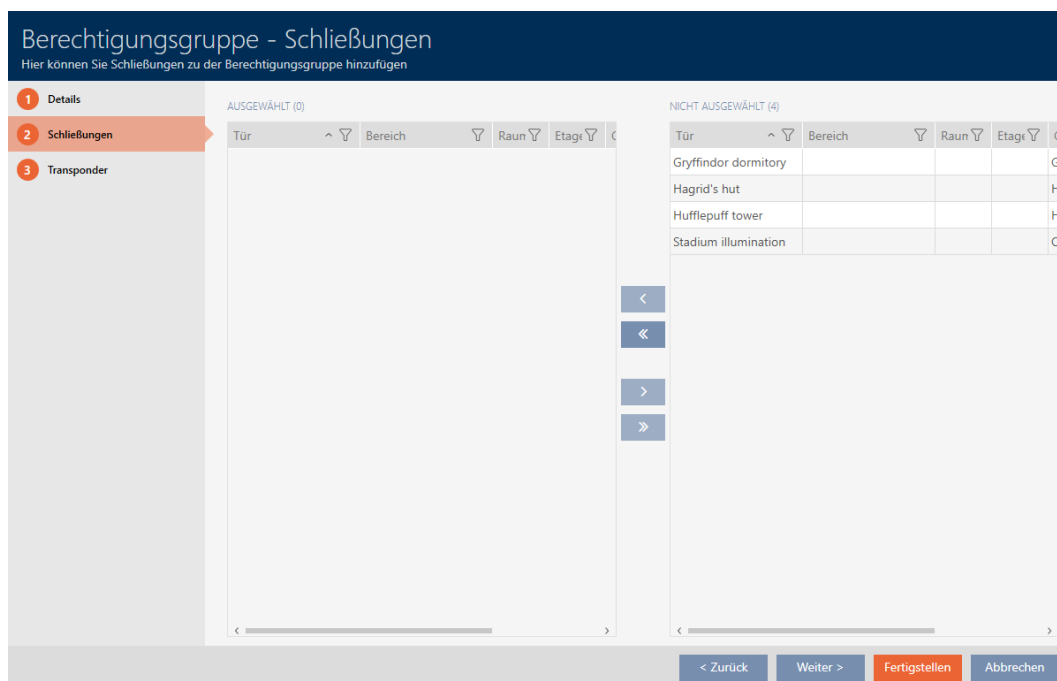 Berechtigungsgruppe - Schließungen
Hier können Sie Schließungen zu der Berechtigungsgruppe hinzufügen
1 Details
2 Schließungen
3 Transponder
AUSGEWÄHLT (0)
Tür Bereich Raum Etage
NICHT AUSGEWÄHLT (4)
Tür Bereich Raum Etage
Gryffindor dormitory G
Hagrid's hut H
Hufflepuff tower H
Stadium illumination
< Zurück Weiter > Fertigstellen Abbrechen